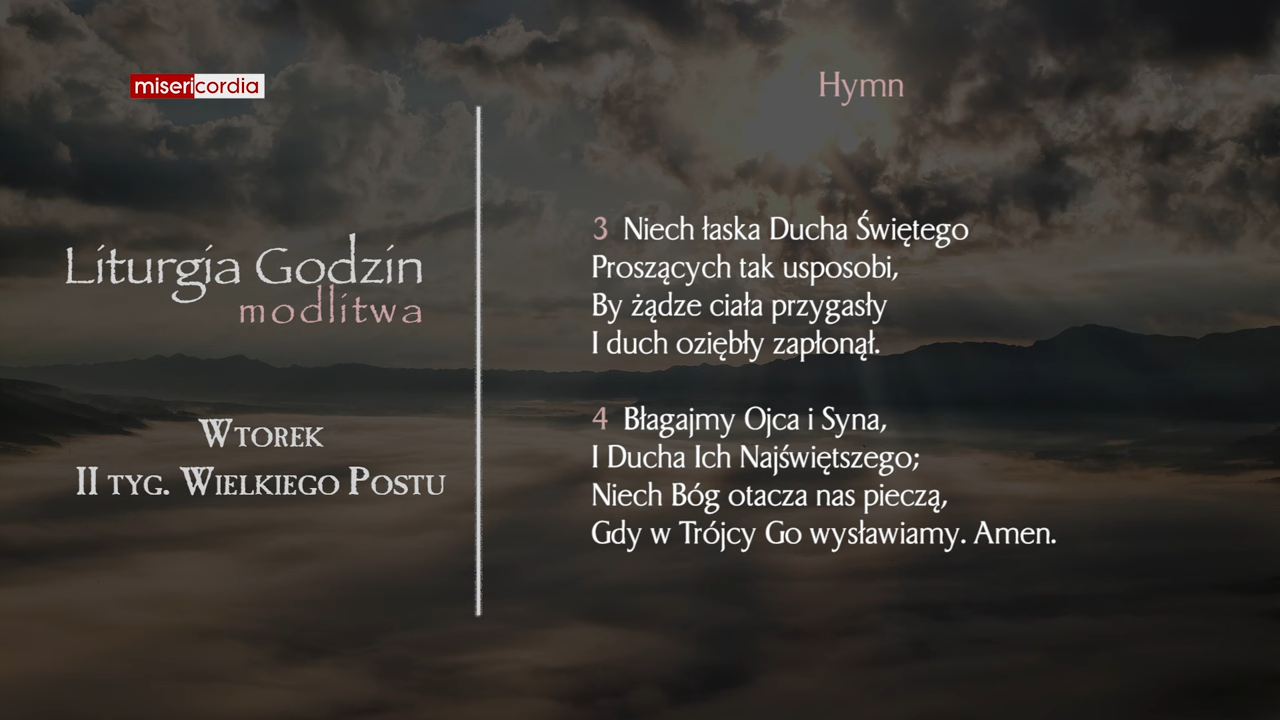 misericordia
Liturgia Godzin
modlitwa
Wtorek
II tyg. Wielkiego Postu
Hymn
3 Niech łaska Ducha Świętego
Proszących tak usposobi,
By żądze ciała przygasły
I duch oziębły zapłonął.
4 Błagajmy Ojca i Syna,
I Ducha Ich Najświętszego;
Niech Bóg otacza nas pieczą,
Gdy w Trójcy Go wysławiamy. Amen.